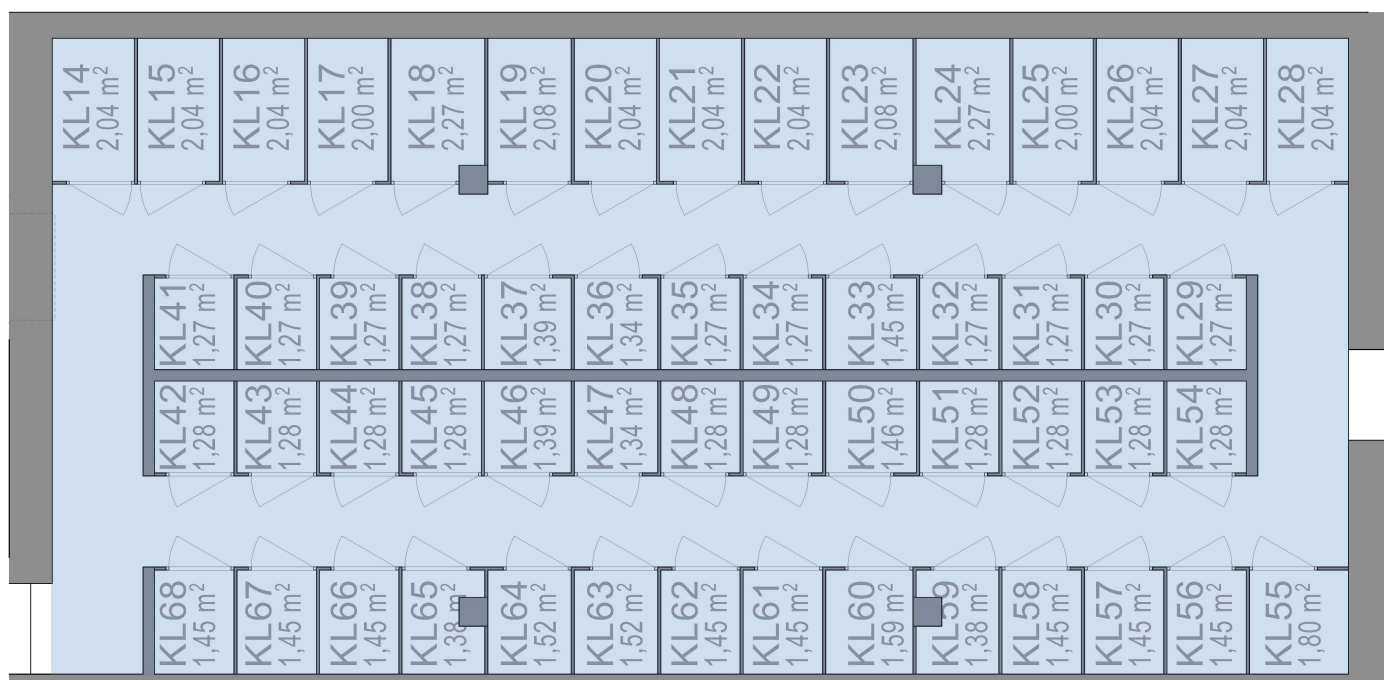 KL14
2,04 m²
KL15
2,04 m²
KL16
2,04 m²
KL17
2,00 m²
KL18
2,27 m²
KL19
2,08 m²
KL20
2,04 m²
KL21
2,04 m²
KL22
2,04 m²
KL23
2,08 m²
KL24
2,27 m²
KL25
2,00 m²
KL26
2,04 m²
KL27
2,04 m²
KL28
2,04 m²
KL41
1,27 m²
KL40
1,27 m²
KL39
1,27 m²
KL38
1,27 m²
KL37
1,39 m²
KL36
1,34 m²
KL35
1,27 m²
KL34
1,27 m²
KL33
1,45 m²
KL32
1,27 m²
KL31
1,27 m²
KL30
1,27 m²
KL29
1,27 m²
KL42
1,28 m²
KL43
1,28 m²
KL44
1,28 m²
KL45
1,28 m²
KL46
1,39 m²
KL47
1,34 m²
KL48
1,28 m²
KL49
1,28 m²
KL50
1,46 m²
KL51
1,28 m²
KL52
1,28 m²
KL53
1,28 m²
KL54
1,28 m²
KL68
1,45 m²
KL67
1,45 m²
KL66
1,45 m²
KL65
1,38 m²
KL64
1,52 m²
KL63
1,52 m²
KL62
1,45 m²
KL61
1,45 m²
KL60
1,59 m²
KL59
1,38 m²
KL58
1,45 m²
KL57
1,45 m²
KL56
1,45 m²
KL55
1,80 m²